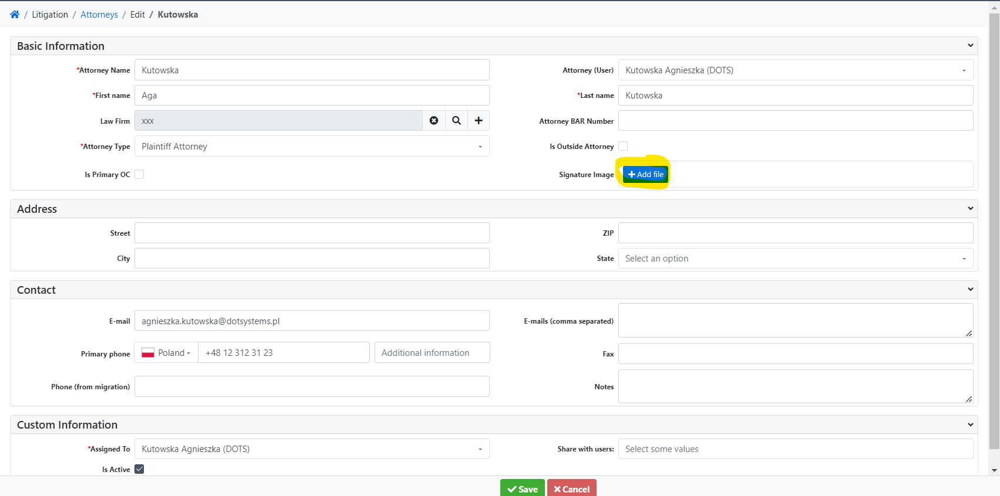 / Litigation / Attorneys / Edit / Kutowska
Basic Information
*Attorney Name Kutowska Attorney (User) Kutowska Agnieszka (DOTS)
*First name Aga *Last name Kutowska
Law Firm xxx Attorney BAR Number
*Attorney Type Plaintiff Attorney Is Outside Attorney
Is Primary OC Signature Image + Add file
Address
Street ZIP
City State Select an option
Contact
E-mail agnieszka.kutowska@dotsystems.pl E-mails (comma separated)
Primary phone Poland +48 12 312 31 23 Additional information Fax
Phone (from migration) Notes
Custom Information
*Assigned To Kutowska Agnieszka (DOTS) Share with users: Select some values
Is Active
Save Cancel